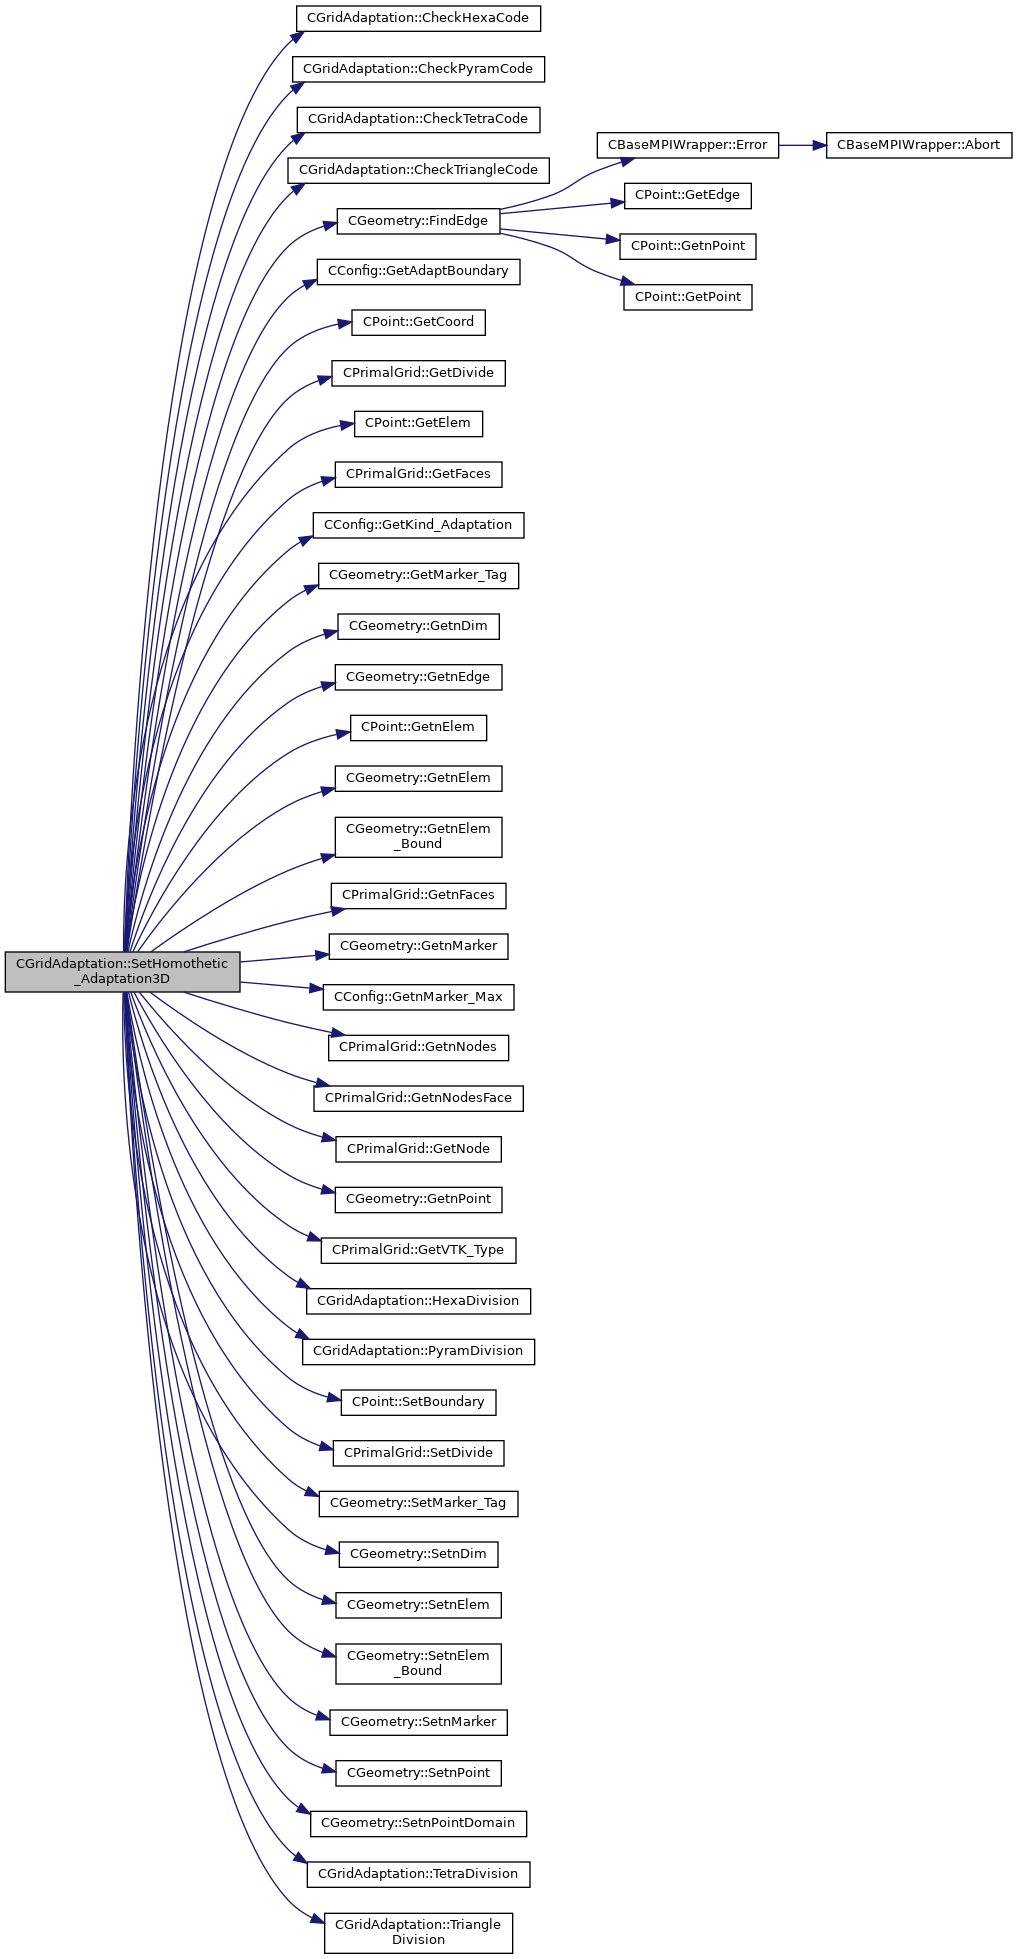 CGridAdaptation::CheckHexaCode
CGridAdaptation::CheckPyramCode
CGridAdaptation::CheckTetraCode
CGridAdaptation::CheckTriangleCode
CGeometry::FindEdge
CBaseMPIWrapper::Error
CBaseMPIWrapper::Abort
CPoint::GetEdge
CPoint::GetnPoint
CPoint::GetPoint
CConfig::GetAdaptBoundary
CPoint::GetCoord
CPrimalGrid::GetDivide
CPoint::GetElem
CPrimalGrid::GetFaces
CConfig::GetKind_Adaptation
CGeometry::GetMarker_Tag
CGeometry::GetnDim
CGeometry::GetnEdge
CPoint::GetnElem
CGeometry::GetnElem
CGeometry::GetnElem
_Bound
CPrimalGrid::GetnFaces
CGeometry::GetnMarker
CGridAdaptation::SetHomothetic
_Adaptation3D
CConfig::GetnMarker_Max
CPrimalGrid::GetnNodes
CPrimalGrid::GetnNodesFace
CPrimalGrid::GetNode
CGeometry::GetnPoint
CPrimalGrid::GetVTK_Type
CGridAdaptation::HexaDivision
CGridAdaptation::PyramDivision
CPoint::SetBoundary
CPrimalGrid::SetDivide
CGeometry::SetMarker_Tag
CGeometry::SetnDim
CGeometry::SetnElem
CGeometry::SetnElem
_Bound
CGeometry::SetnMarker
CGeometry::SetnPoint
CGeometry::SetnPointDomain
CGridAdaptation::TetraDivision
CGridAdaptation::Triangle
Division